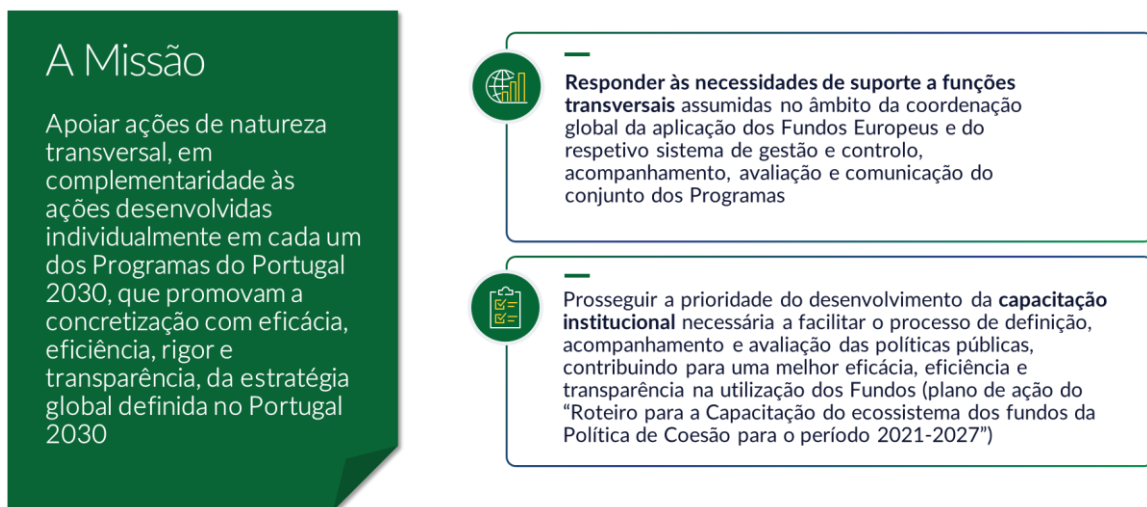 A Missão
Apoiar ações de natureza
transversal, em
complementaridade às
ações desenvolvidas
individualmente em cada um
dos Programas do Portugal
2030, que promovam a
concretização com eficácia,
eficiência, rigor e
transparência, da estratégia
global definida no Portugal
2030
Responder às necessidades de suporte a funções
transversais assumidas no âmbito da coordenação
global da aplicação dos Fundos Europeus e do
respetivo sistema de gestão e controlo,
acompanhamento, avaliação e comunicação do
conjunto dos Programas
Prosseguir a prioridade do desenvolvimento da capacitação
institucional necessária a facilitar o processo de definição,
acompanhamento e avaliação das políticas públicas,
contribuindo para uma melhor eficácia, eficiência e
transparência na utilização dos Fundos (plano de ação do
“Roteiro para a Capacitação do ecossistema dos fundos da
Política de Coesão para o período 2021-2027”)